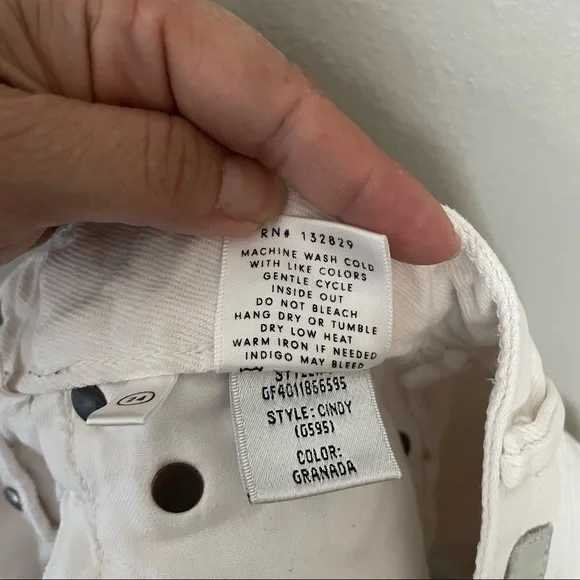 RN# 132829
MACHINE WASH COLD
WITH LIKE COLORS
GENTLE CYCLE
INSIDE OUT
DO NOT BLEACH
HANG DRY OR TUMBLE
DRY LOW HEAT
WARM IRON IF NEEDED
INDIGO MAY BLEED
GF4011866595
STYLE: CINDY
(G595)
COLOR:
GRANADA
24